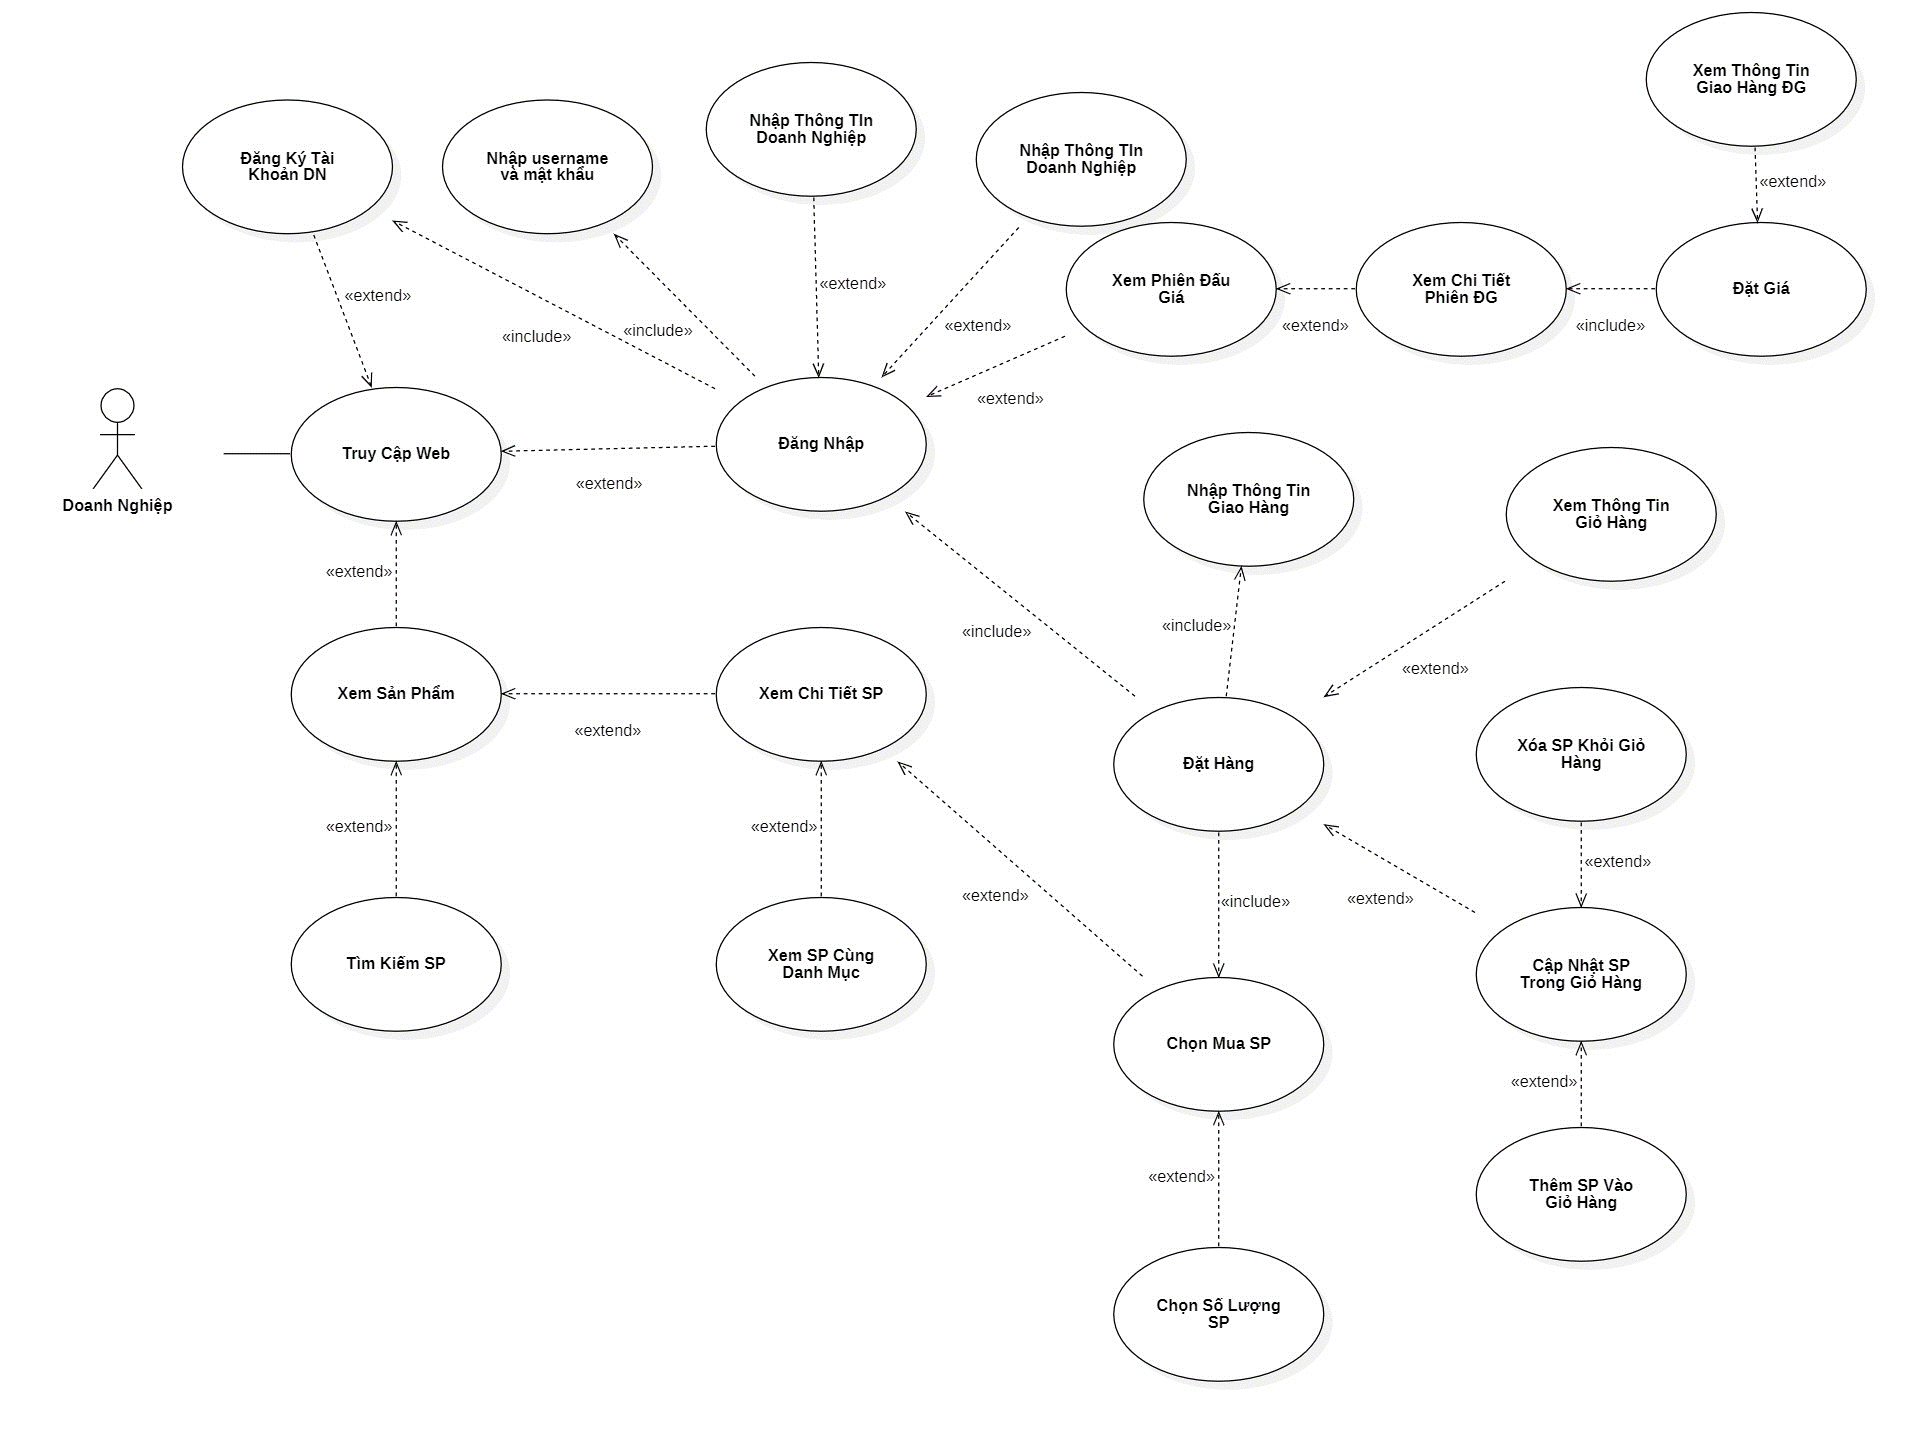 Xem Thông Tin
Giao Hàng ĐG
Nhập Thông TIn
Doanh Nghiệp
Đăng Ký Tài
Khoản DN
Nhập username
và mật khẩu
Nhập Thông TIn
Doanh Nghiệp
«extend»
Xem Phiên Đấu
Giá
Xem Chi Tiết
Phiên ĐG
Đặt Giá
«extend»
«extend»
«include»
«include»
«extend»
«extend»
«include»
«extend»
Truy Cập Web
Đăng Nhập
Doanh Nghiệp
«extend»
Nhập Thông Tin
Giao Hàng
Xem Thông Tin
Giỏ Hàng
«extend»
«include»
«include»
«extend»
Xem Sản Phẩm
Xem Chi Tiết SP
«extend»
Đặt Hàng
Xóa SP Khỏi Giỏ
Hàng
«extend»
«extend»
«extend»
«extend»
«include»
«extend»
Tìm Kiếm SP
Xem SP Cùng
Danh Mục
Cập Nhật SP
Trong Giỏ Hàng
Chọn Mua SP
«extend»
«extend»
Thêm SP Vào
Giỏ Hàng
Chọn Số Lượng
SP
«extend»